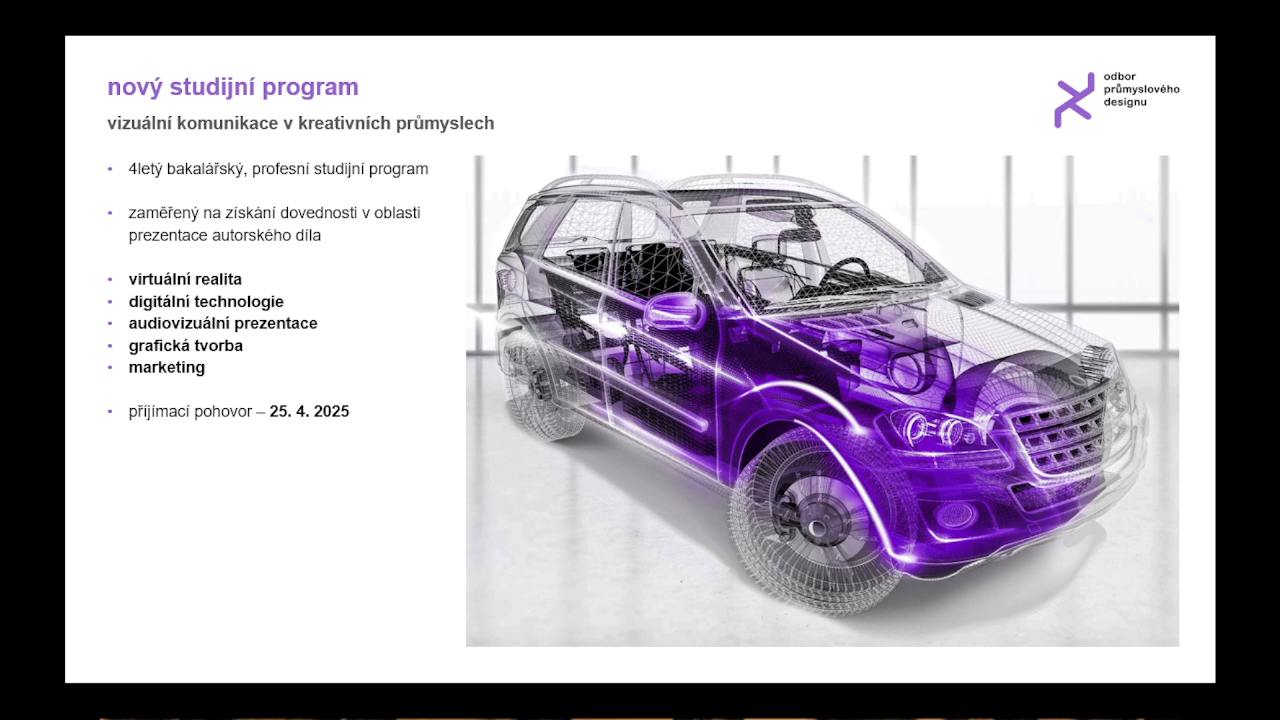 nový studijní program
vizuální komunikace v kreativních průmyslech
odbor
průmyslového
designu
• 4letý bakalářský, profesní studijní program
• zaměřený na získání dovednosti v oblasti
prezentace autorského díla
• virtuální realita
• digitální technologie
• audiovizuální prezentace
• grafická tvorba
• marketing
• příjímací pohovor – 25. 4. 2025